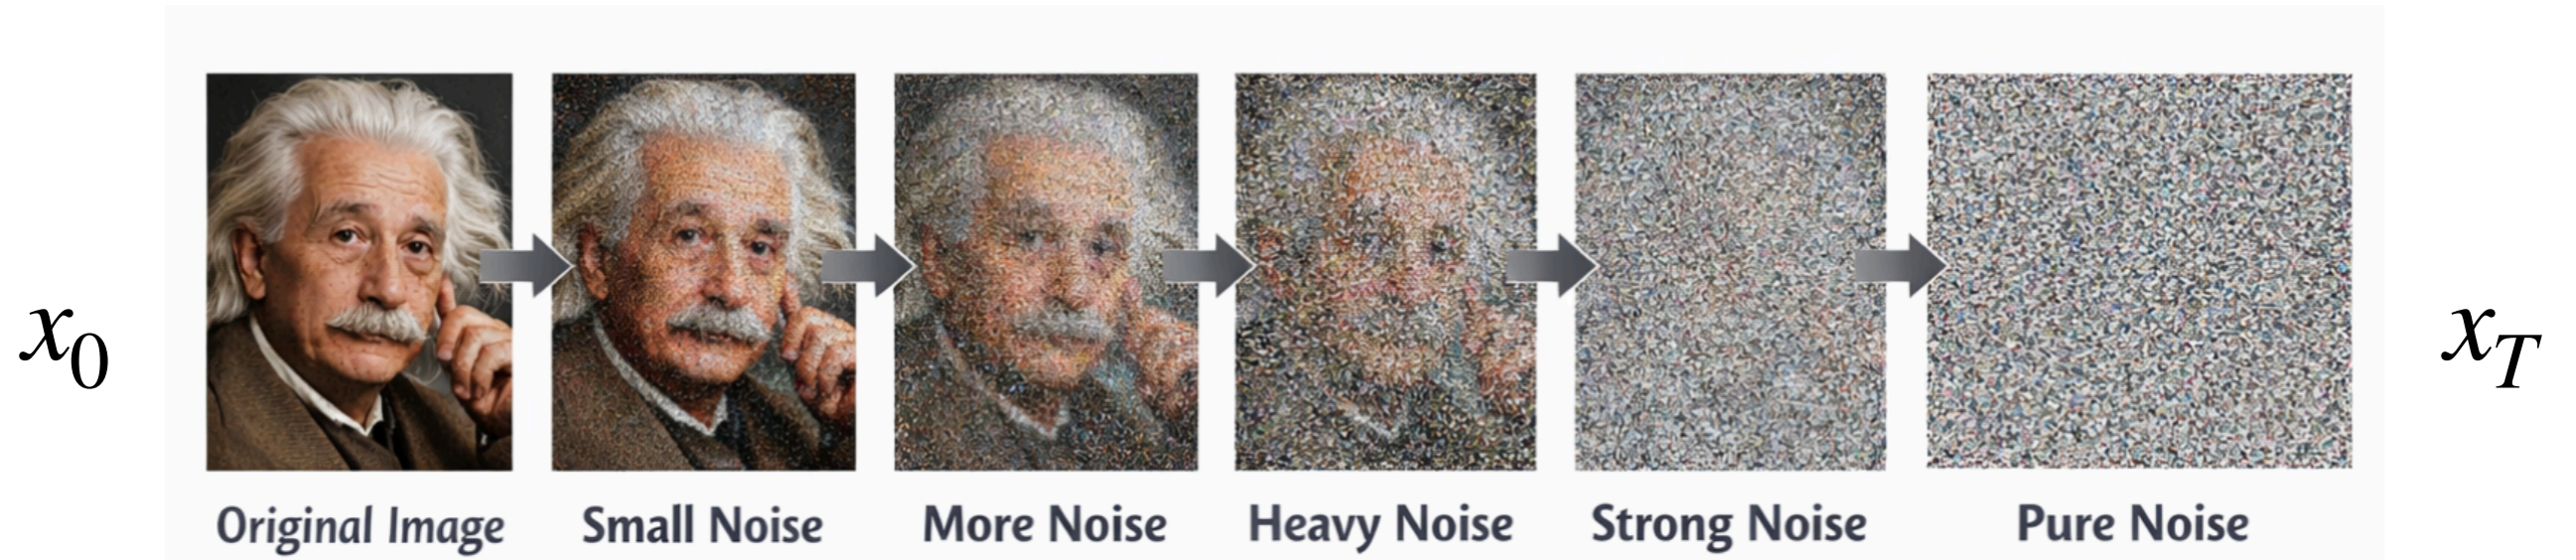 x0
xT
Original Image
Small Noise
More Noise
Heavy Noise
Strong Noise
Pure Noise